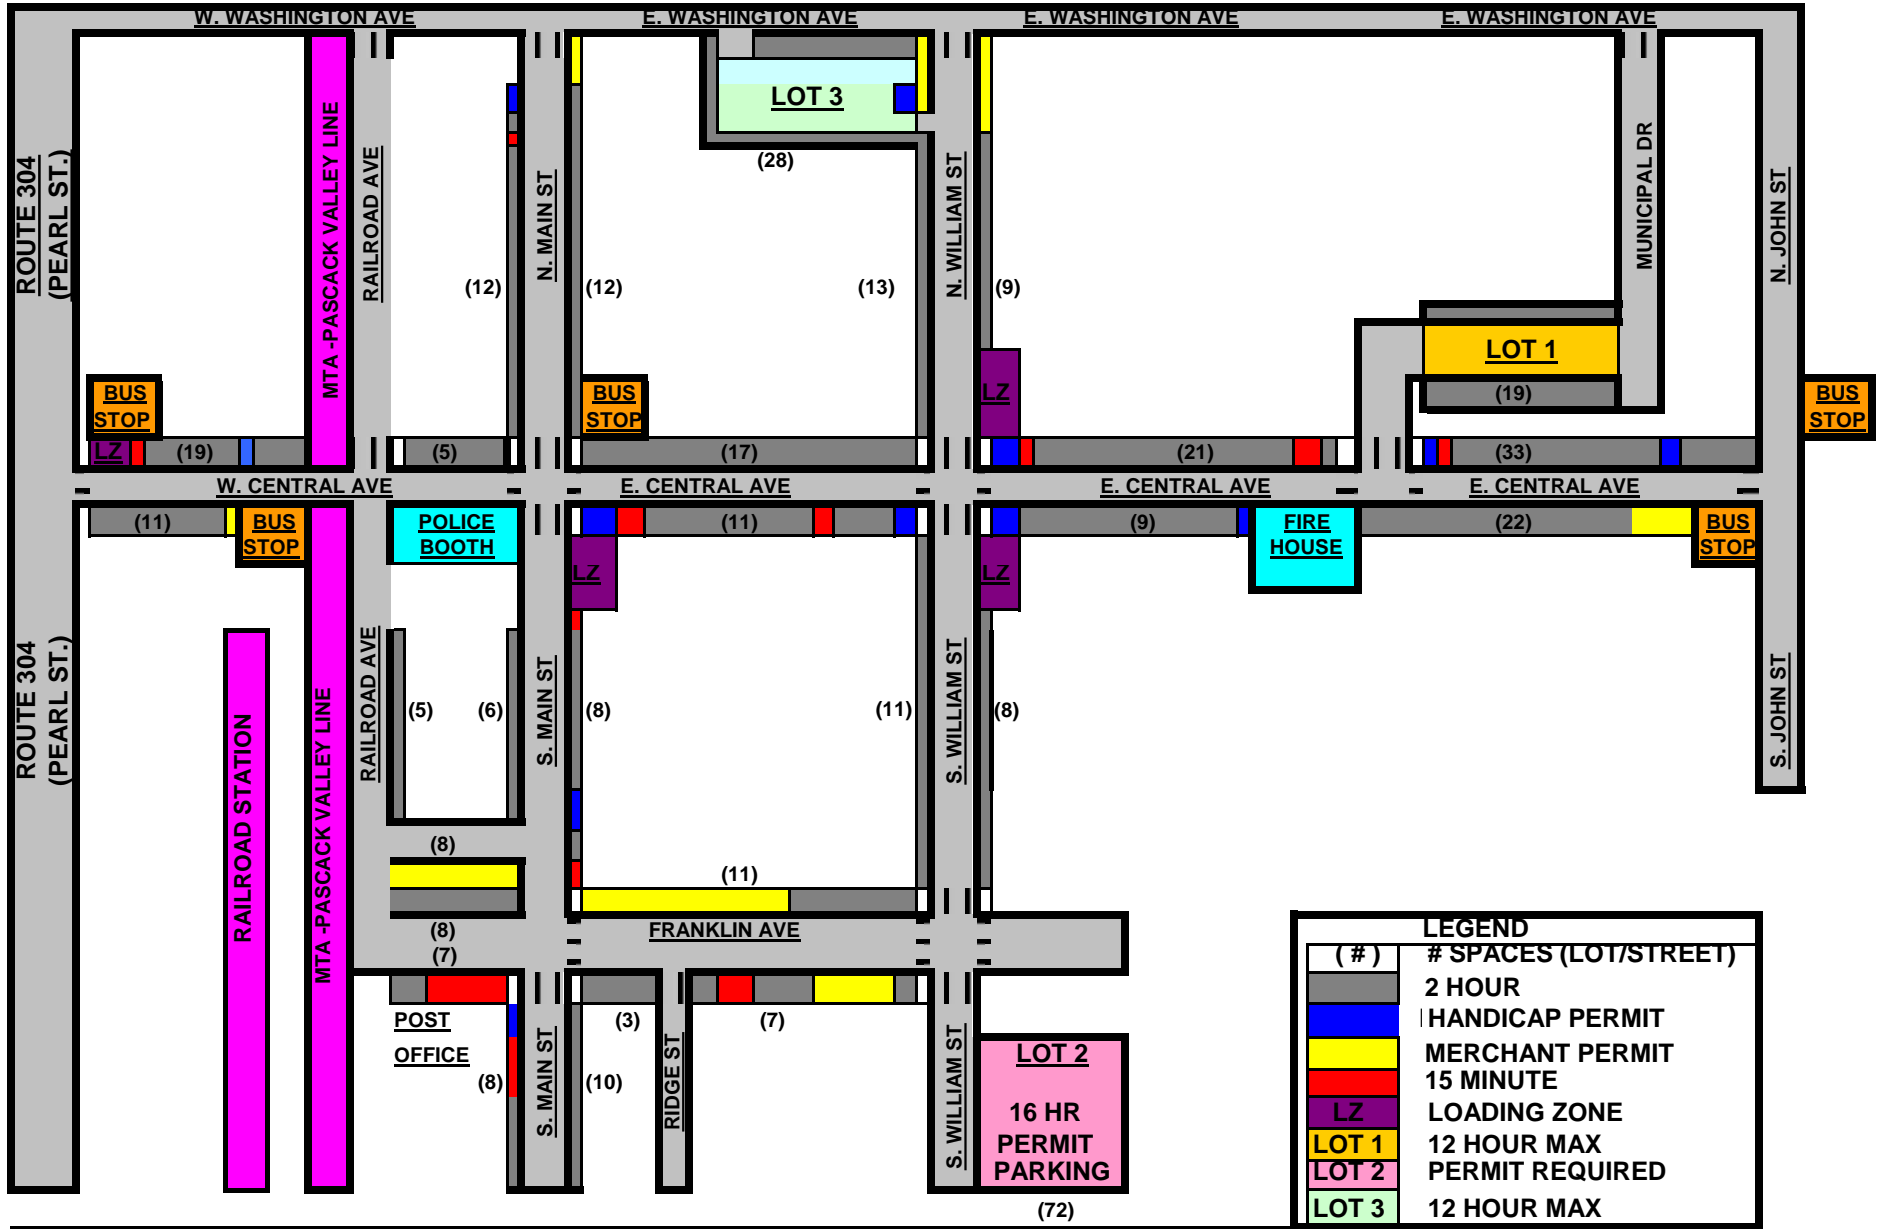 W. WASHINGTON AVE
E. WASHINGTON AVE
E. WASHINGTON AVE
E. WASHINGTON AVE
ROUTE 304
(PEARL ST.)
MTA -PASCACK VALLEY LINE
RAILROAD AVE
N. MAIN ST
LOT 3
(28)
N. WILLIAM ST
MUNICIPAL DR
N. JOHN ST
(12)
(12)
(13)
(9)
LOT 1
(19)
BUS
STOP
BUS
STOP
LZ
BUS
STOP
LZ
(19)
(5)
(17)
(21)
(33)
W. CENTRAL AVE
E. CENTRAL AVE
E. CENTRAL AVE
E. CENTRAL AVE
(11)
BUS
STOP
POLICE
BOOTH
(11)
(9)
FIRE
HOUSE
(22)
BUS
STOP
LZ
LZ
ROUTE 304
(PEARL ST.)
RAILROAD STATION
MTA -PASCACK VALLEY LINE
RAILROAD AVE
(5)
(6)
S. MAIN ST
(8)
(11)
S. WILLIAM ST
(8)
S. JOHN ST
(8)
(11)
(8)
(7)
FRANKLIN AVE
POST
OFFICE
(8)
S. MAIN ST
(10)
(3)
RIDGE ST
(7)
S. WILLIAM ST
LOT 2
16 HR
PERMIT
PARKING
(72)
LEGEND
( # ) # SPACES (LOT/STREET)
2 HOUR
HANDICAP PERMIT
MERCHANT PERMIT
15 MINUTE
LZ LOADING ZONE
LOT 1 12 HOUR MAX
LOT 2 PERMIT REQUIRED
LOT 3 12 HOUR MAX